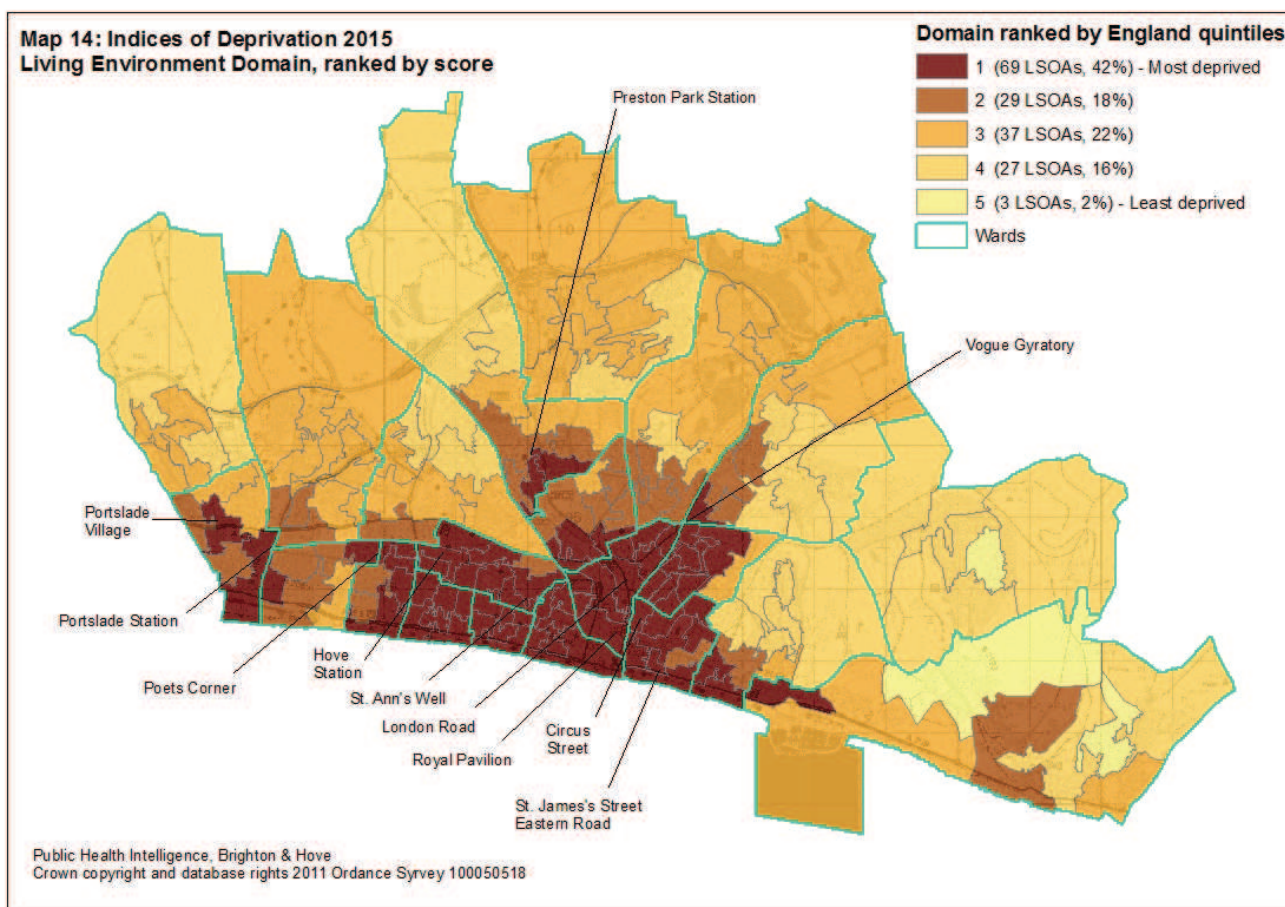 Map 14: Indices of Deprivation 2015
Living Environment Domain, ranked by score
Domain ranked by England quintiles
1 (69 LSOAs, 42%) - Most deprived
2 (29 LSOAs, 18%)
3 (37 LSOAs, 22%)
4 (27 LSOAs, 16%)
5 (3 LSOAs, 2%) - Least deprived
Wards
Preston Park Station
Vogue Gyratory
Portslade
Village
Portslade Station
Poets Corner
Hove
Station
St. Ann's Well
London Road
Royal Pavilion
Circus
Street
St. James's Street
Eastern Road
Public Health Intelligence, Brighton & Hove
Crown copyright and database rights 2011 Ordance Syrvey 100050518